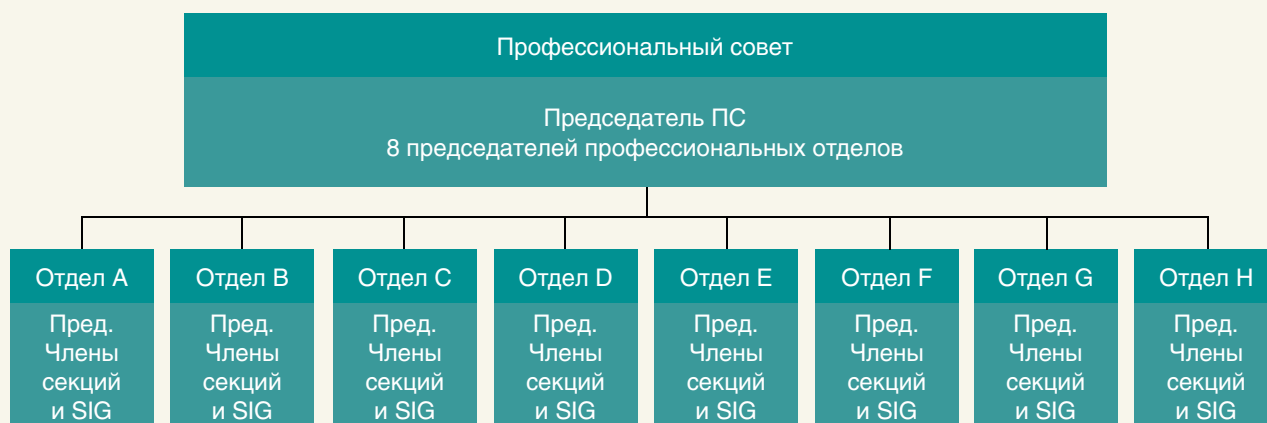 Профессиональный совет
Председатель ПС
8 председателей профессиональных отделов
Отдел A
Пред.
Члены
секций
и SIG
Отдел B
Пред.
Члены
секций
и SIG
Отдел C
Пред.
Члены
секций
и SIG
Отдел D
Пред.
Члены
секций
и SIG
Отдел E
Пред.
Члены
секций
и SIG
Отдел F
Пред.
Члены
секций
и SIG
Отдел G
Пред.
Члены
секций
и SIG
Отдел H
Пред.
Члены
секций
и SIG